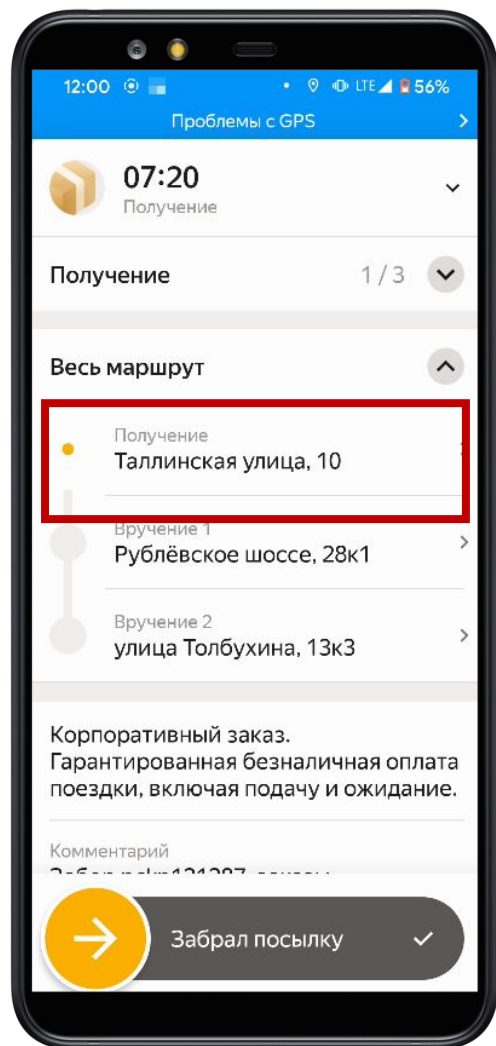 12:00 LTE 56%
Проблемы с GPS
07:20
Получение
Получение 1 / 3
Весь маршрут
Получение
Таллинская улица, 10
Вручение 1
Рублёвское шоссе, 28к1
Вручение 2
улица Толбухина, 13к3
Корпоративный заказ.
Гарантированная безналичная оплата
поездки, включая подачу и ожидание.
Комментарий
Забрал посылку